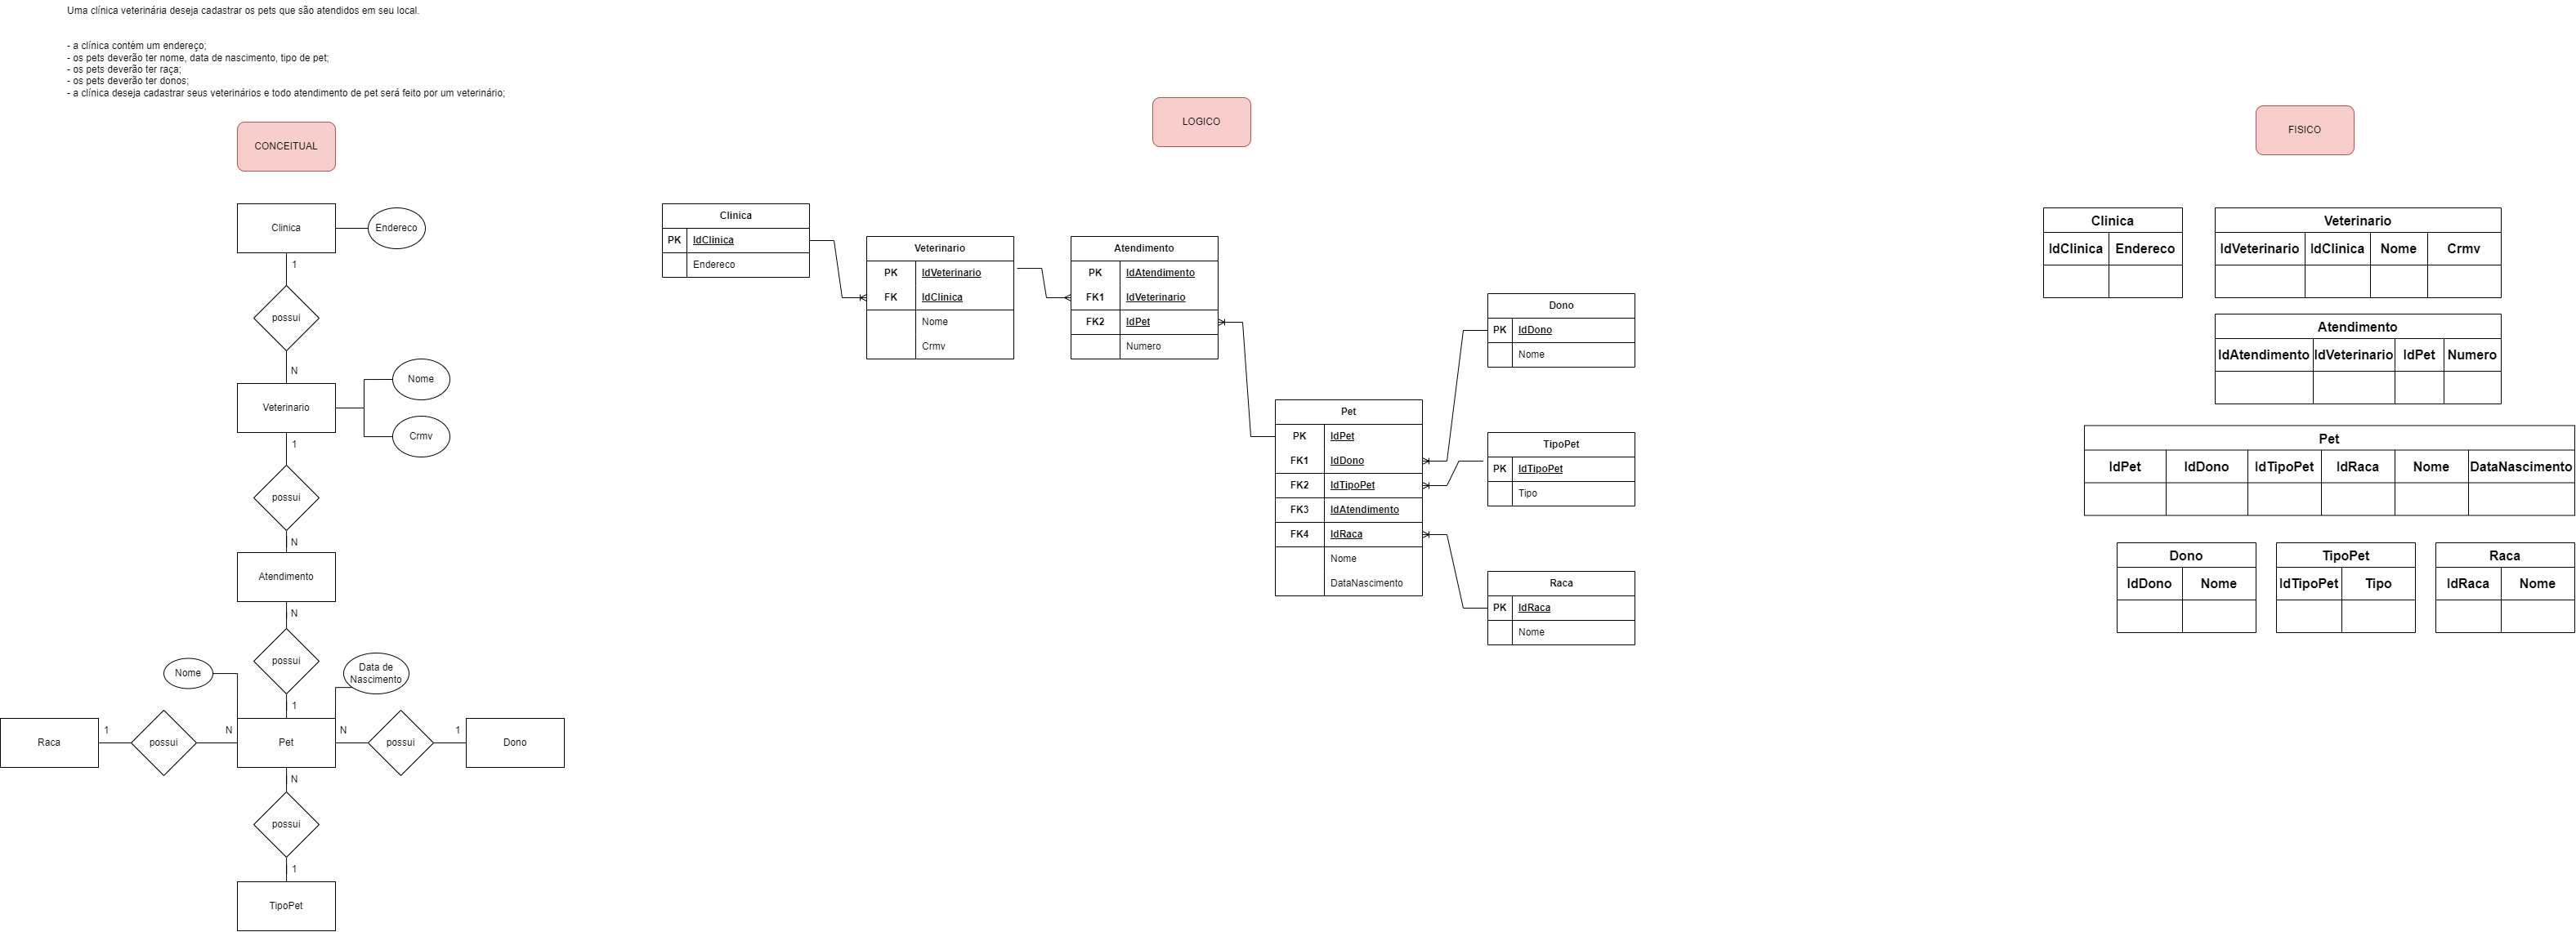 Uma clínica veterinária deseja cadastrar os pets que são atendidos em seu local.
- a clínica contém um endereço;
- os pets deverão ter nome, data de nascimento, tipo de pet;
- os pets deverão ter raça;
- os pets deverão ter donos;
- a clínica deseja cadastrar seus veterinários e todo atendimento de pet será feito por um veterinário;
CONCEITUAL
Clinica
Endereco
1
possui
N
Veterinario
Nome
Crmv
1
possui
N
Atendimento
N
possui
1
Nome
Data de
Nascimento
Raca
1
possui
N
Pet
N
possui
1
Dono
N
possui
1
TipoPet
LOGICO
Clinica
PK IdClinica
Endereco
Veterinario
PK IdVeterinario
FK IdClinica
Nome
Crmv
Atendimento
PK IdAtendimento
FK1 IdVeterinario
FK2 IdPet
Numero
Pet
PK IdPet
FK1 IdDono
FK2 IdTipoPet
FK3 IdAtendimento
FK4 IdRaca
Nome
DataNascimento
Dono
PK IdDono
Nome
TipoPet
PK IdTipoPet
Tipo
Raca
PK IdRaca
Nome
FISICO
Clinica
IdClinica Endereco
Veterinario
IdVeterinario IdClinica Nome Crmv
Atendimento
IdAtendimento IdVeterinario IdPet Numero
Pet
IdPet IdDono IdTipoPet IdRaca Nome DataNascimento
Dono
IdDono Nome
TipoPet
IdTipoPet Tipo
Raca
IdRaca Nome